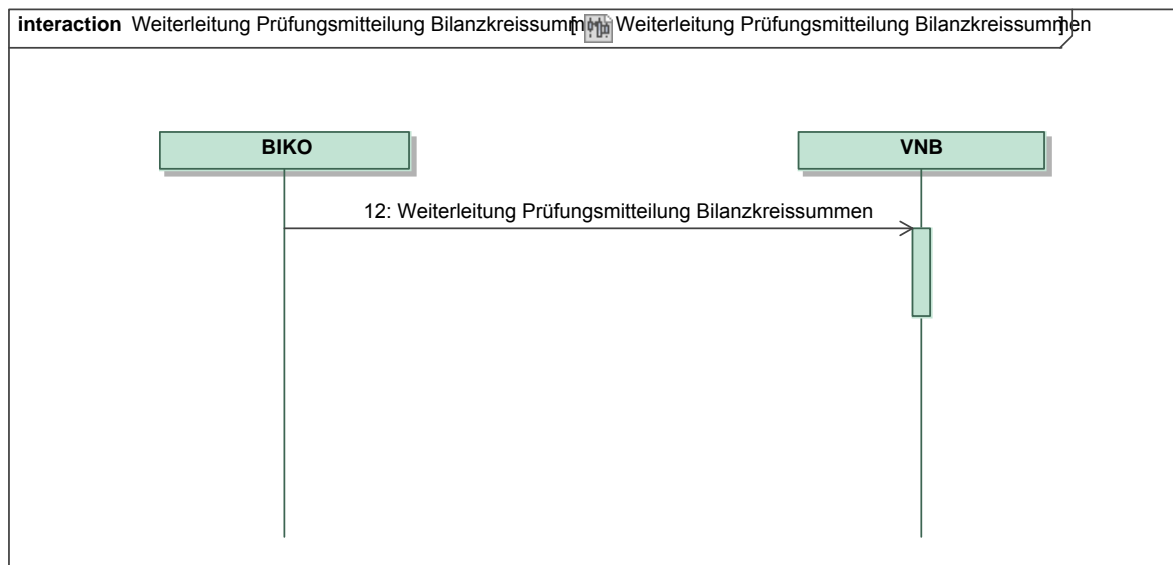 interaction Weiterleitung Prüfungsmitteilung Bilanzkreissummen [ Weiterleitung Prüfungsmitteilung Bilanzkreissummen ]
BIKO
VNB
12: Weiterleitung Prüfungsmitteilung Bilanzkreissummen